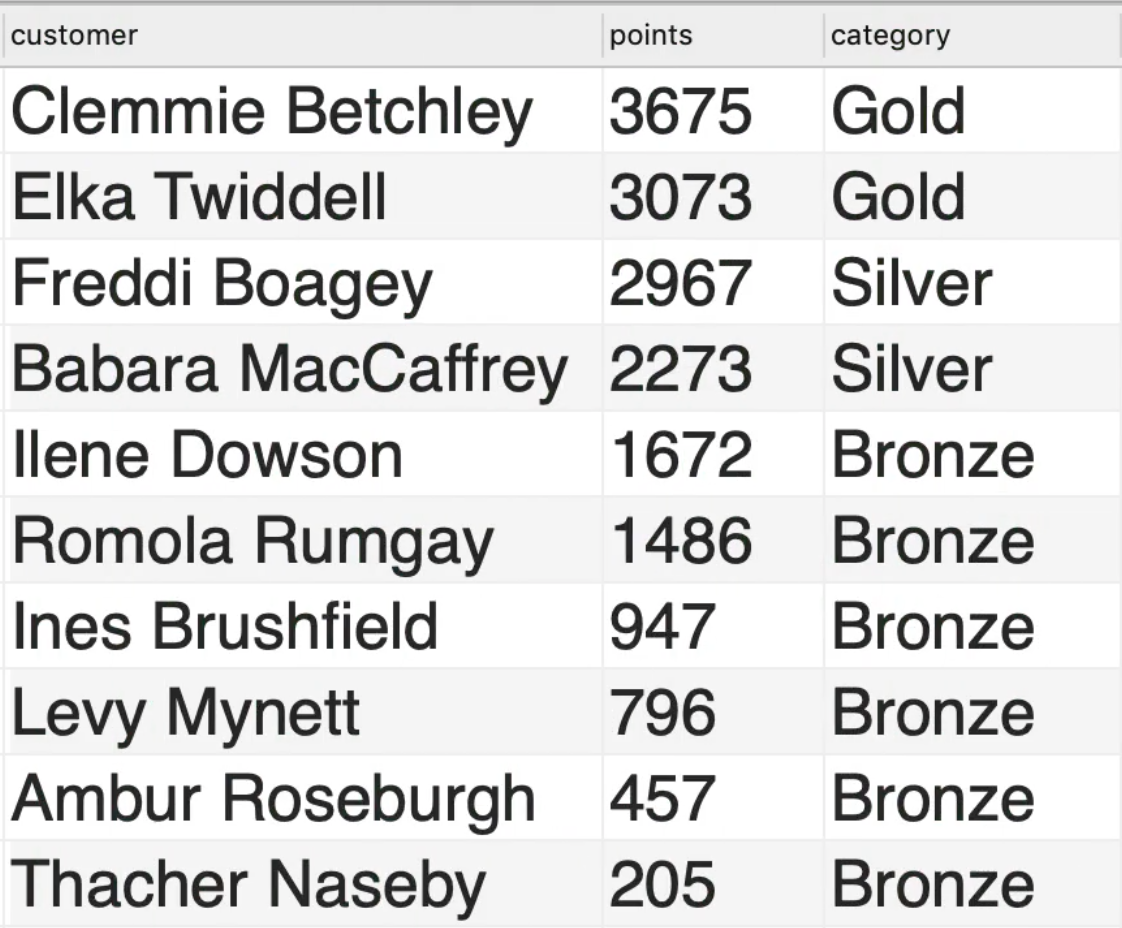 customer points category
Clemmie Betchley 3675 Gold
Elka Twiddell 3073 Gold
Freddi Boagey 2967 Silver
Babara MacCaffrey 2273 Silver
Ilene Dowson 1672 Bronze
Romola Rumgay 1486 Bronze
Ines Brushfield 947 Bronze
Levy Mynett 796 Bronze
Ambur Roseburgh 457 Bronze
Thacher Naseby 205 Bronze